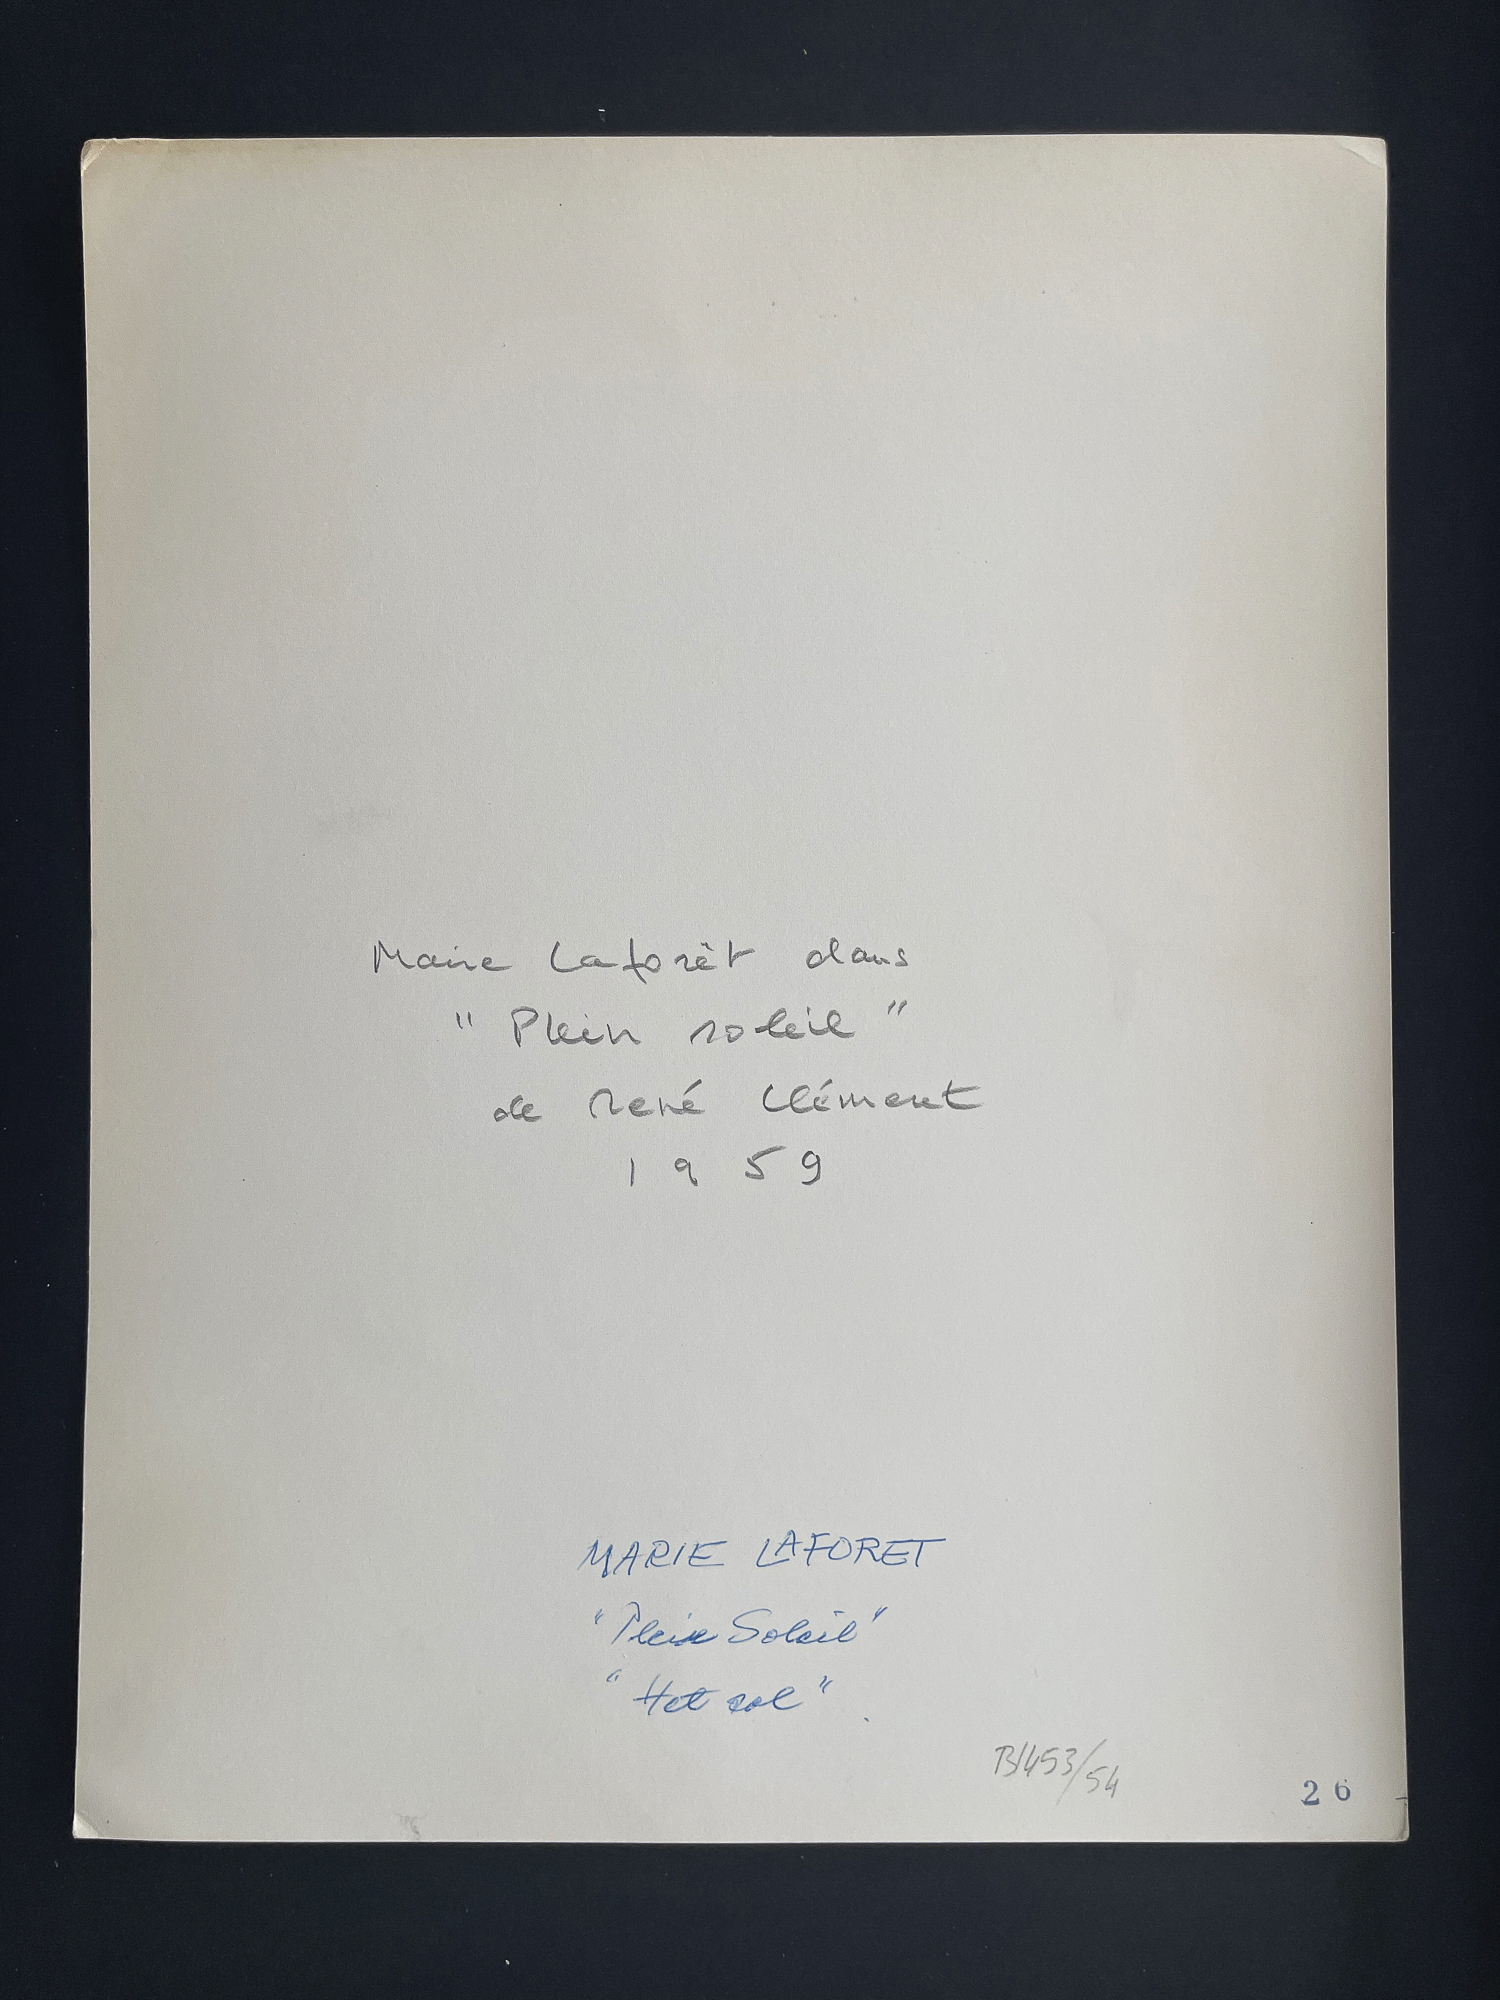 Marie Laforêt dans
"Plein soleil"
de René Clément
1959
MARIE LAFORET
"Plein Soleil"
"Het sol"
B/453/54
26